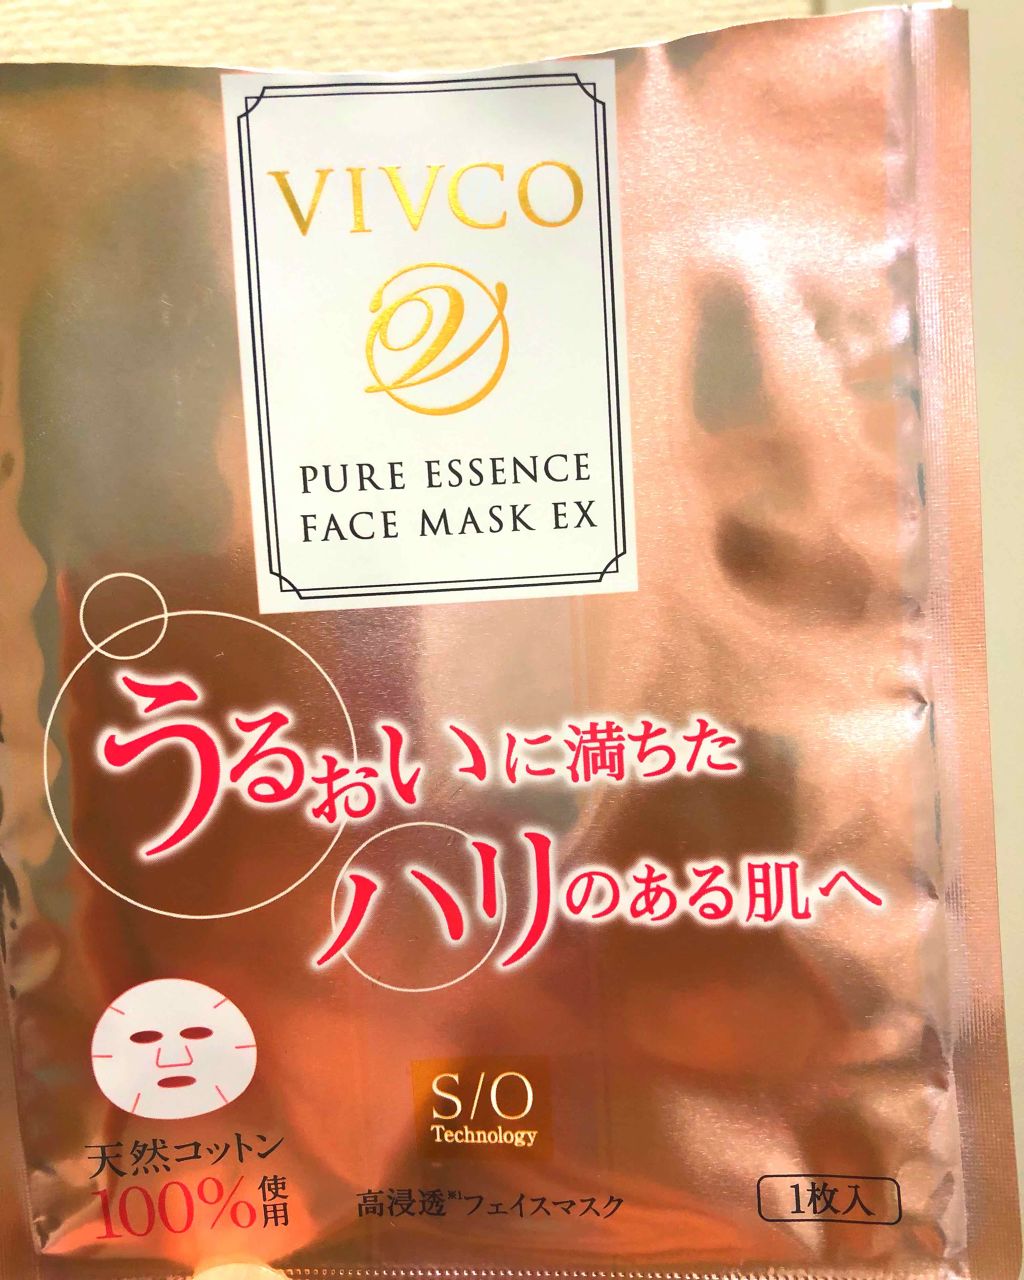 VIVCO
PURE ESSENCE
FACE MASK EX
うるおいに満ちた
ハリのある肌へ
天然コットン
100%使用
S/O
Technology
高浸透※1フェイスマスク
1枚入